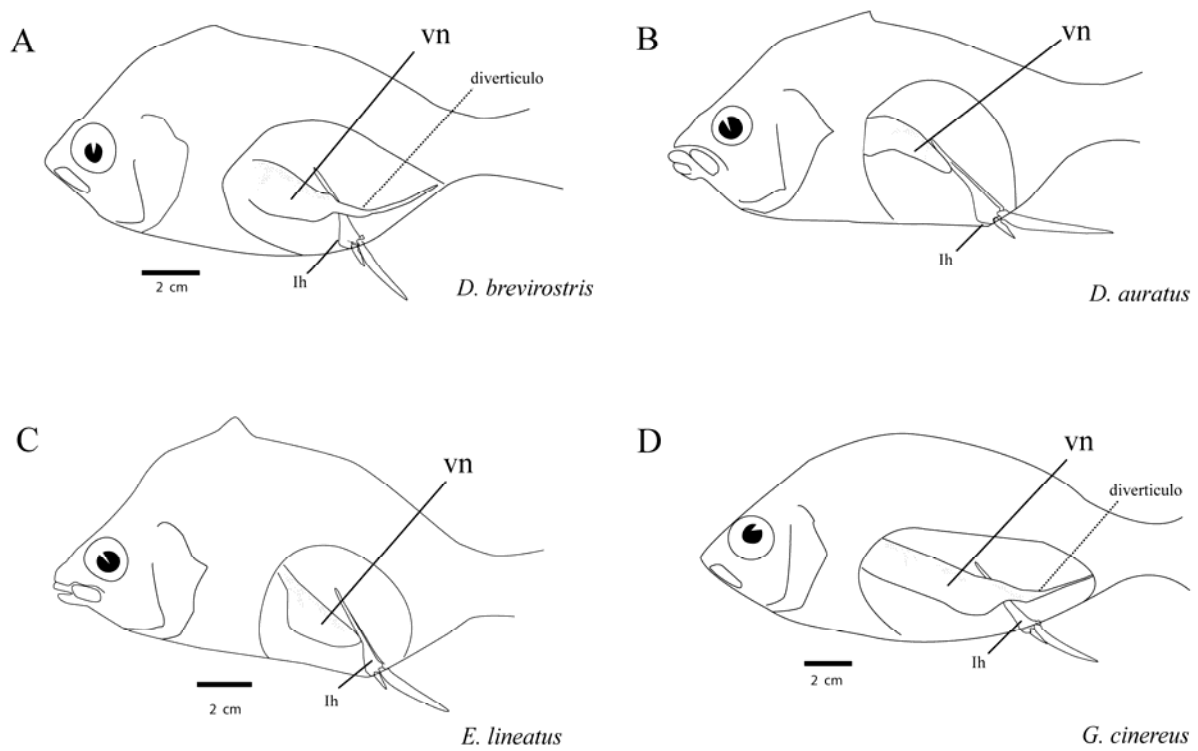 A
vn
diverticulo
Ih
2 cm
D. brevirostris
B
vn
Ih
D. auratus
C
vn
Ih
2 cm
E. lineatus
D
vn
diverticulo
Ih
2 cm
G. cinereus